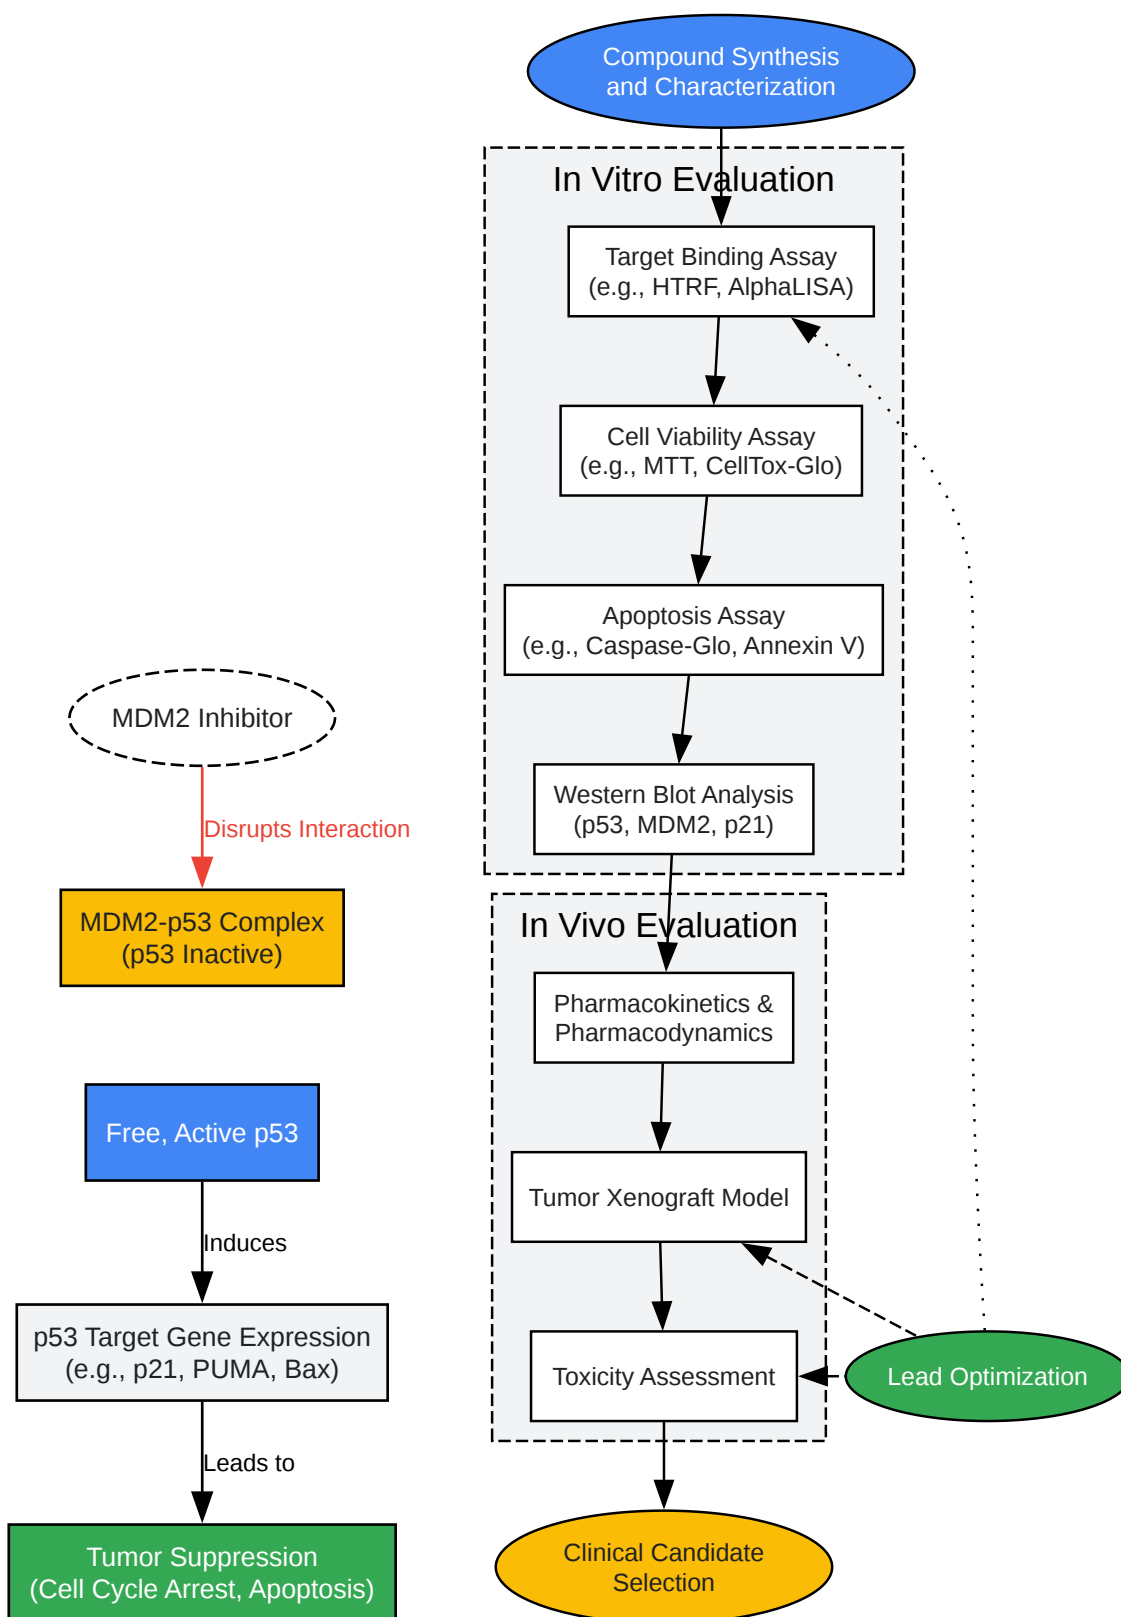 Compound Synthesis
and Characterization
In Vitro Evaluation
Target Binding Assay
(e.g., HTRF, AlphaLISA)
Cell Viability Assay
(e.g., MTT, CellTox-Glo)
Apoptosis Assay
(e.g., Caspase-Glo, Annexin V)
Western Blot Analysis
(p53, MDM2, p21)
In Vivo Evaluation
Pharmacokinetics &
Pharmacodynamics
Tumor Xenograft Model
Toxicity Assessment
Lead Optimization
Clinical Candidate
Selection
MDM2 Inhibitor
Disrupts Interaction
MDM2-p53 Complex
(p53 Inactive)
Free, Active p53
Induces
p53 Target Gene Expression
(e.g., p21, PUMA, Bax)
Leads to
Tumor Suppression
(Cell Cycle Arrest, Apoptosis)